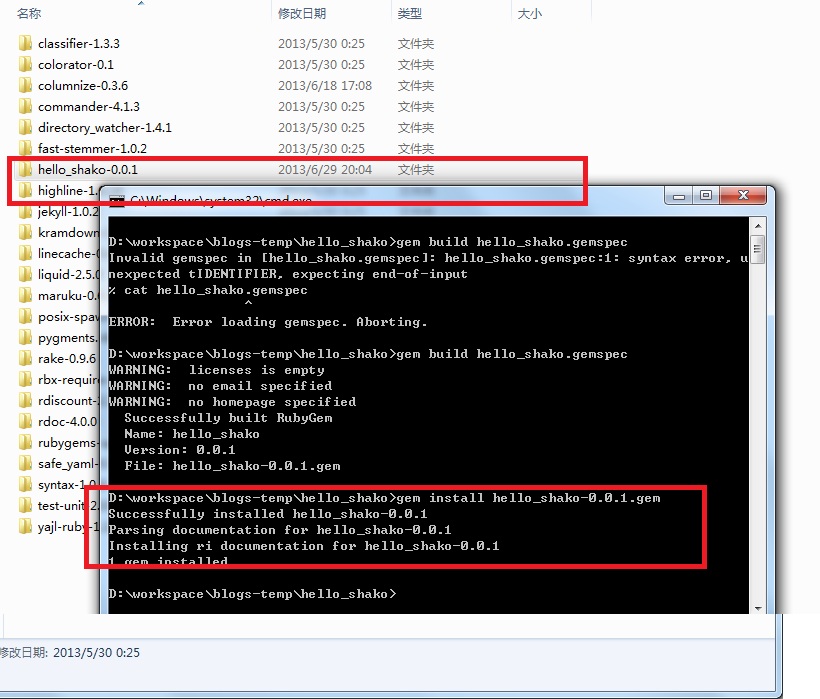 名称 修改日期 类型 大小
classifier-1.3.3 2013/5/30 0:25 文件夹
colorator-0.1 2013/5/30 0:25 文件夹
columnize-0.3.6 2013/6/18 17:08 文件夹
commander-4.1.3 2013/5/30 0:25 文件夹
directory_watcher-1.4.1 2013/5/30 0:25 文件夹
fast-stemmer-1.0.2 2013/5/30 0:25 文件夹
hello_shako-0.0.1 2013/6/29 20:04 文件夹
highline-1.
jekyll-1.0.2
kramdown
linecache-0
liquid-2.5.0
maruku-0.6
posix-spaw
pygments.
rake-0.9.6
rbx-require
rdiscount-
rdoc-4.0.0
rubygems-
safe_yaml-
syntax-1.0
test-unit-2.
yajl-ruby-1
C:\Windows\system32\cmd.exe
D:\workspace\blogs-temp\hello_shako>gem build hello_shako.gemspec
Invalid gemspec in [hello_shako.gemspec]: hello_shako.gemspec:1: syntax error, u
nexpected tIDENTIFIER, expecting end-of-input
% cat hello_shako.gemspec
^
ERROR:  Error loading gemspec. Aborting.
D:\workspace\blogs-temp\hello_shako>gem build hello_shako.gemspec
WARNING:  licenses is empty
WARNING:  no email specified
WARNING:  no homepage specified
Successfully built RubyGem
Name: hello_shako
Version: 0.0.1
File: hello_shako-0.0.1.gem
D:\workspace\blogs-temp\hello_shako>gem install hello_shako-0.0.1.gem
Successfully installed hello_shako-0.0.1
Parsing documentation for hello_shako-0.0.1
Installing ri documentation for hello_shako-0.0.1
1 gem installed
D:\workspace\blogs-temp\hello_shako>
修改日期: 2013/5/30 0:25